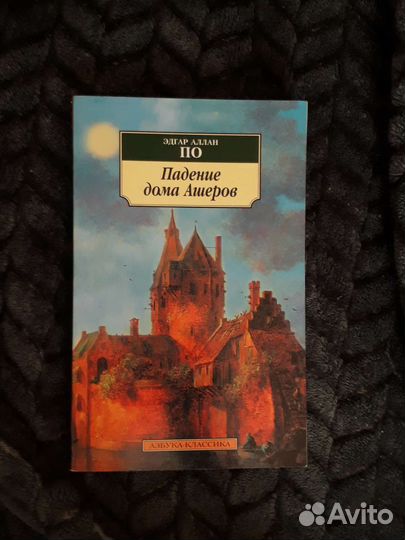 ЭДГАР АЛЛАН
ПО
Падение
дома Ашеров
АЗБУКА-КЛАССИКА
Avito